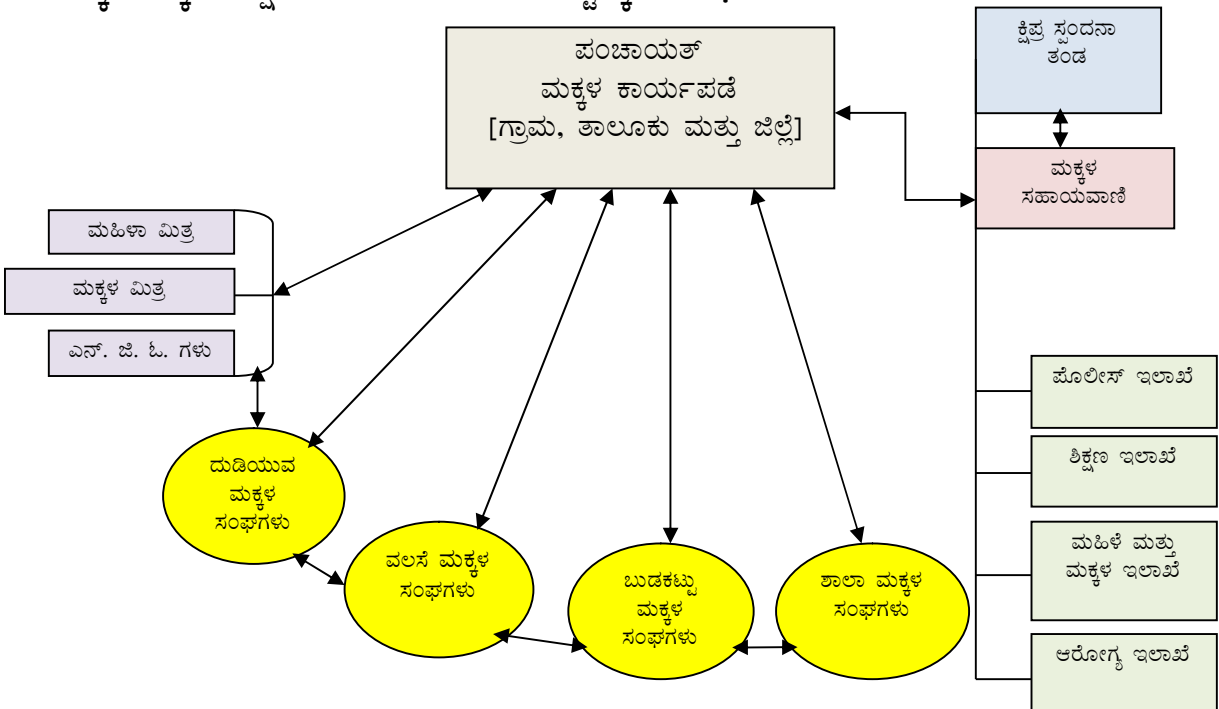 ಪಂಚಾಯತ್
ಮಕ್ಕಳ ಕಾರ್ಯಪಡೆ
[ಗ್ರಾಮ, ತಾಲೂಕು ಮತ್ತು ಜಿಲ್ಲೆ]
ಕ್ಷಿಪ್ರ ಸ್ಪಂದನಾ
ತಂಡ
ಮಕ್ಕಳ
ಸಹಾಯವಾಣಿ
ಮಹಿಳಾ ಮಿತ್ರ
ಮಕ್ಕಳ ಮಿತ್ರ
ಎನ್. ಜಿ. ಓ. ಗಳು
ದುಡಿಯುವ
ಮಕ್ಕಳ
ಸಂಘಗಳು
ವಲಸೆ ಮಕ್ಕಳ
ಸಂಘಗಳು
ಬುಡಕಟ್ಟು
ಮಕ್ಕಳ
ಸಂಘಗಳು
ಶಾಲಾ ಮಕ್ಕಳ
ಸಂಘಗಳು
ಪೊಲೀಸ್ ಇಲಾಖೆ
ಶಿಕ್ಷಣ ಇಲಾಖೆ
ಮಹಿಳೆ ಮತ್ತು
ಮಕ್ಕಳ ಇಲಾಖೆ
ಆರೋಗ್ಯ ಇಲಾಖೆ